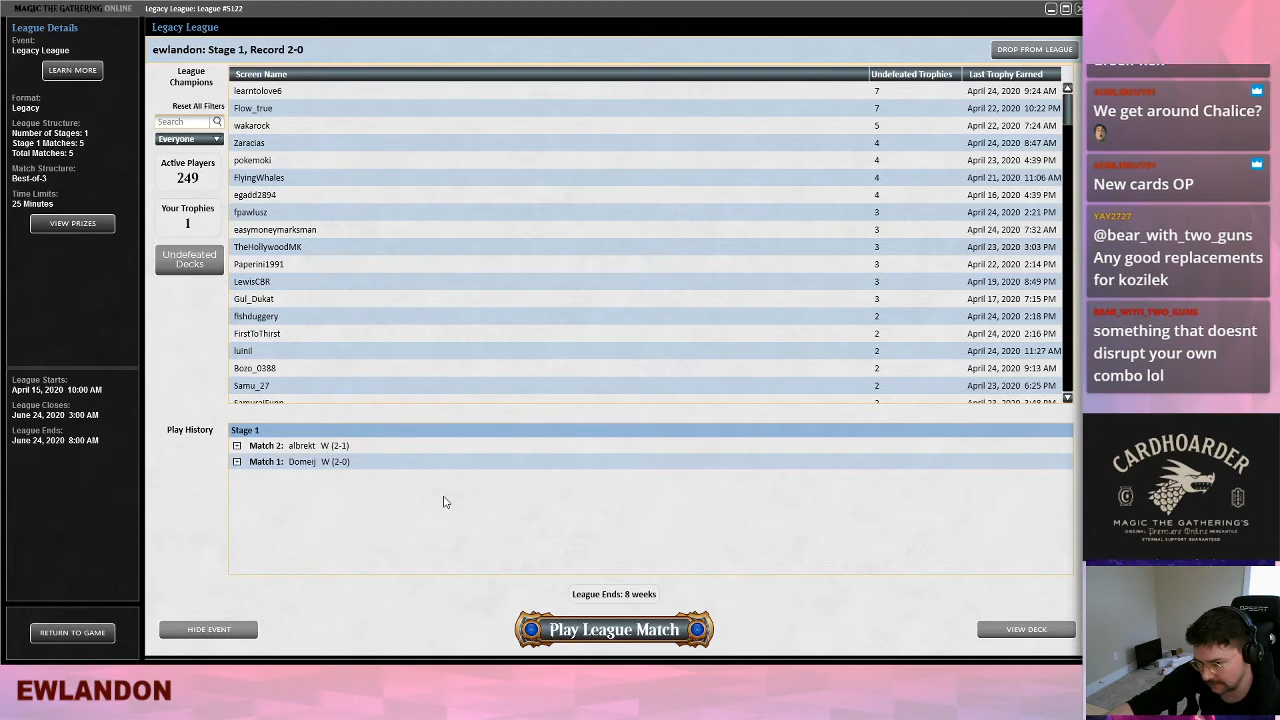 MAGIC THE GATHERING ONLINE
Legacy League: League #5122
League Details
Event:
Legacy League
LEARN MORE
Format:
Legacy
League Structure:
Number of Stages: 1
Stage 1 Matches: 5
Total Matches: 5
Match Structure:
Best-of-3
Time Limits:
25 Minutes
VIEW PRIZES
League Starts:
April 15, 2020 10:00 AM
League Closes:
June 24, 2020 3:00 AM
League Ends:
June 24, 2020 8:00 AM
RETURN TO GAME
Legacy League
ewlandon: Stage 1, Record 2-0
DROP FROM LEAGUE
League
Champions
Reset All Filters
Search
Everyone
Active Players
249
Your Trophies
1
Undefeated
Decks
Screen Name Undefeated Trophies Last Trophy Earned
learntolove6 7 April 24, 2020 9:24 AM
Flow_true 7 April 22, 2020 10:22 PM
wakarock 5 April 22, 2020 7:24 AM
Zaracias 4 April 24, 2020 8:47 AM
pokemoki 4 April 23, 2020 4:39 PM
FlyingWhales 4 April 21, 2020 11:06 AM
egadd2894 4 April 16, 2020 4:39 PM
fpawlusz 3 April 24, 2020 2:21 PM
easymoneymarksman 3 April 24, 2020 7:32 AM
TheHollywoodMK 3 April 23, 2020 3:03 PM
Paperini1991 3 April 22, 2020 2:14 PM
LewisCBR 3 April 19, 2020 8:49 PM
Gul_Dukat 3 April 17, 2020 7:15 PM
fishduggery 2 April 24, 2020 2:18 PM
FirstToThirst 2 April 24, 2020 2:16 PM
luinil 2 April 24, 2020 11:27 AM
Bozo_0388 2 April 24, 2020 9:13 AM
Samu_27 2 April 23, 2020 6:25 PM
2 April 23, 2020 3:48 PM
Play History
Stage 1
Match 2: albrekt W (2-1)
Match 1: Domeij W (2-0)
League Ends: 8 weeks
HIDE EVENT
Play League Match
VIEW DECK
We get around Chalice?
New cards OP
YAY2727
@bear_with_two_guns
Any good replacements
for kozilek
BEAR_WITH_TWO_GUNS
something that doesnt
disrupt your own
combo lol
CARDHOARDER
MAGIC THE GATHERING'S
ORIGINAL Premiere Online MERCANTILE
ETERNAL SUPPORT GUARANTEED
EWLANDON